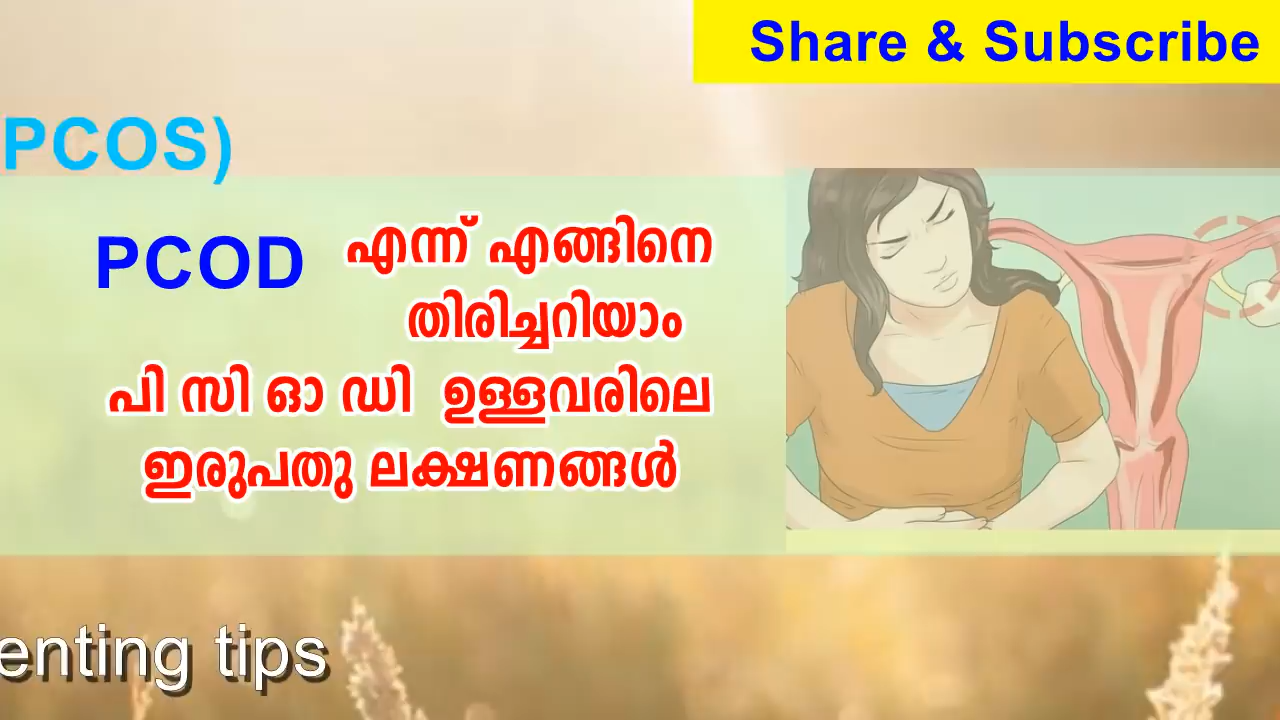 Share & Subscribe
PCOS)
PCOD എന്ന് എങ്ങിനെ
തിരിച്ചറിയാം
പി സി ഓ ഡി ഉള്ളവരിലെ
ഇരുപതു ലക്ഷണങ്ങൾ
enting tips